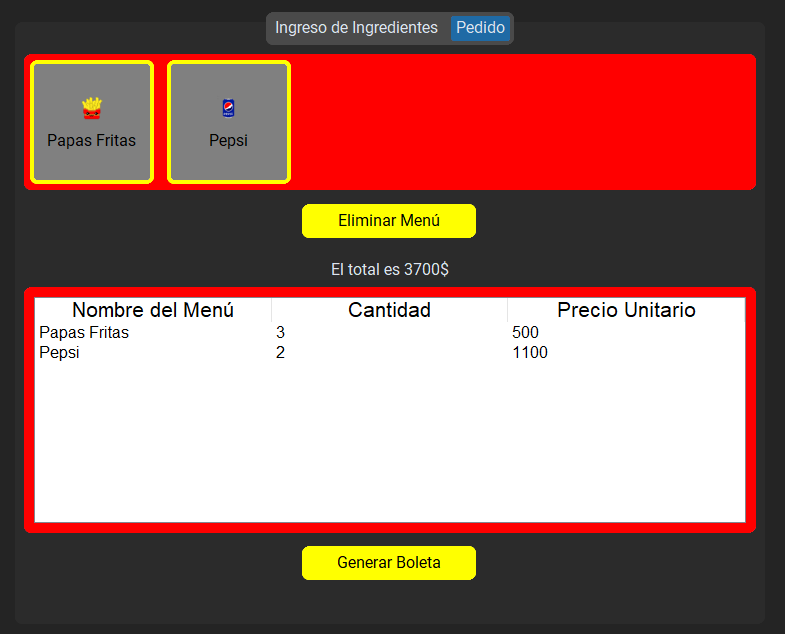 Ingreso de Ingredientes Pedido
Papas Fritas Pepsi
Eliminar Menú
El total es 3700$
Nombre del Menú Cantidad Precio Unitario
Papas Fritas 3 500
Pepsi 2 1100
Generar Boleta